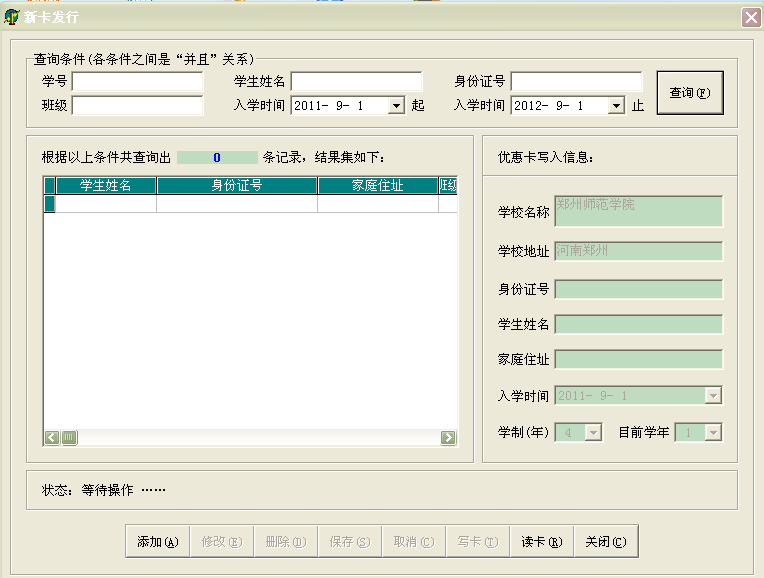 新卡发行
查询条件(各条件之间是“并且”关系)
学号 学生姓名 身份证号 查询(F)
班级 入学时间 2011- 9- 1 起 入学时间 2012- 9- 1 止
根据以上条件共查询出 0 条记录，结果集如下：
学生姓名 身份证号 家庭住址 班级
优惠卡写入信息：
学校名称 郑州师范学院
学校地址 河南郑州
身份证号
学生姓名
家庭住址
入学时间 2011- 9- 1
学制(年) 4 目前学年 1
状态：等待操作 ……
添加(A) 修改(E) 删除(D) 保存(S) 取消(C) 写卡(T) 读卡(R) 关闭(C)